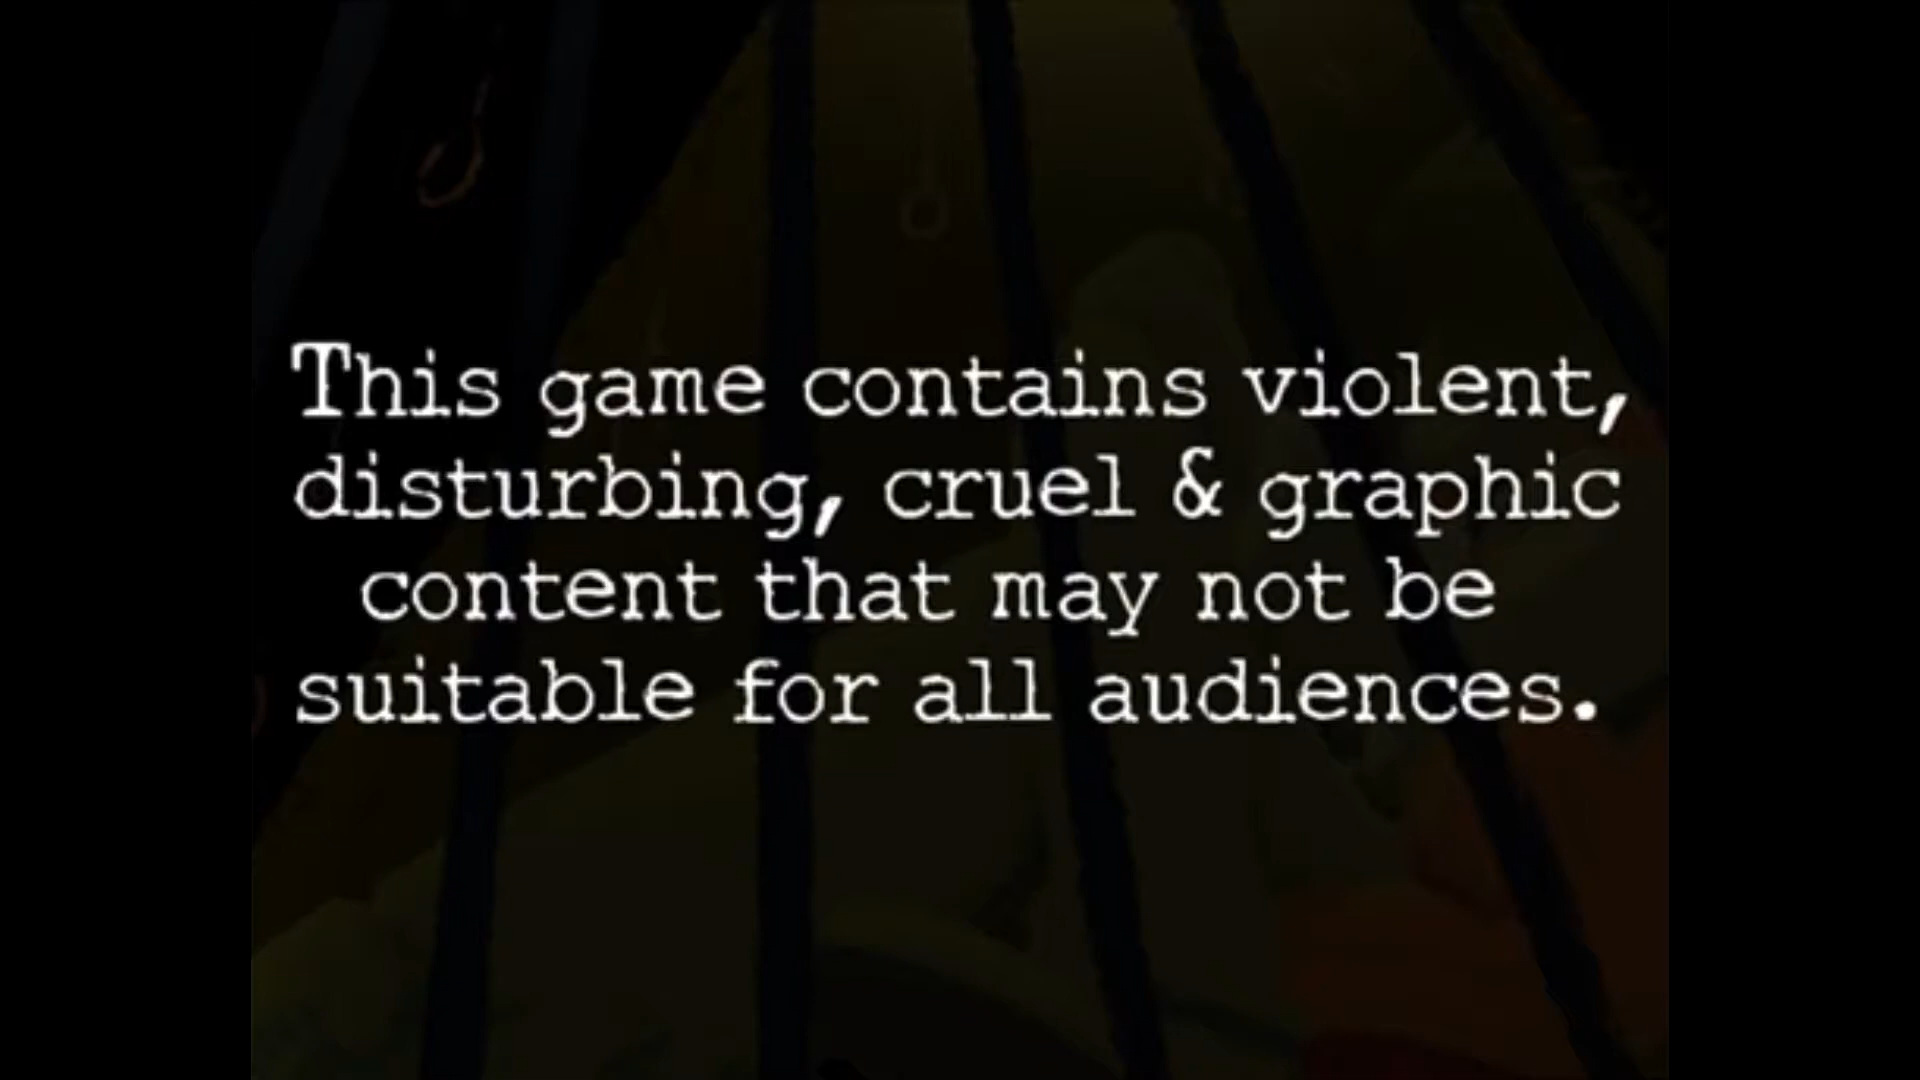 This game contains violent,
disturbing, cruel & graphic
content that may not be
suitable for all audiences.